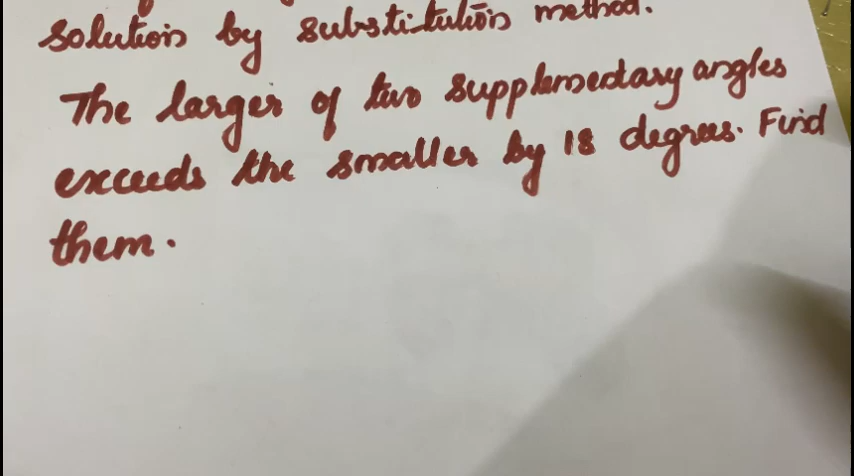 solution by substitution method.
The larger of two supplementary angles
exceeds the smaller by 18 degrees. Find
them.